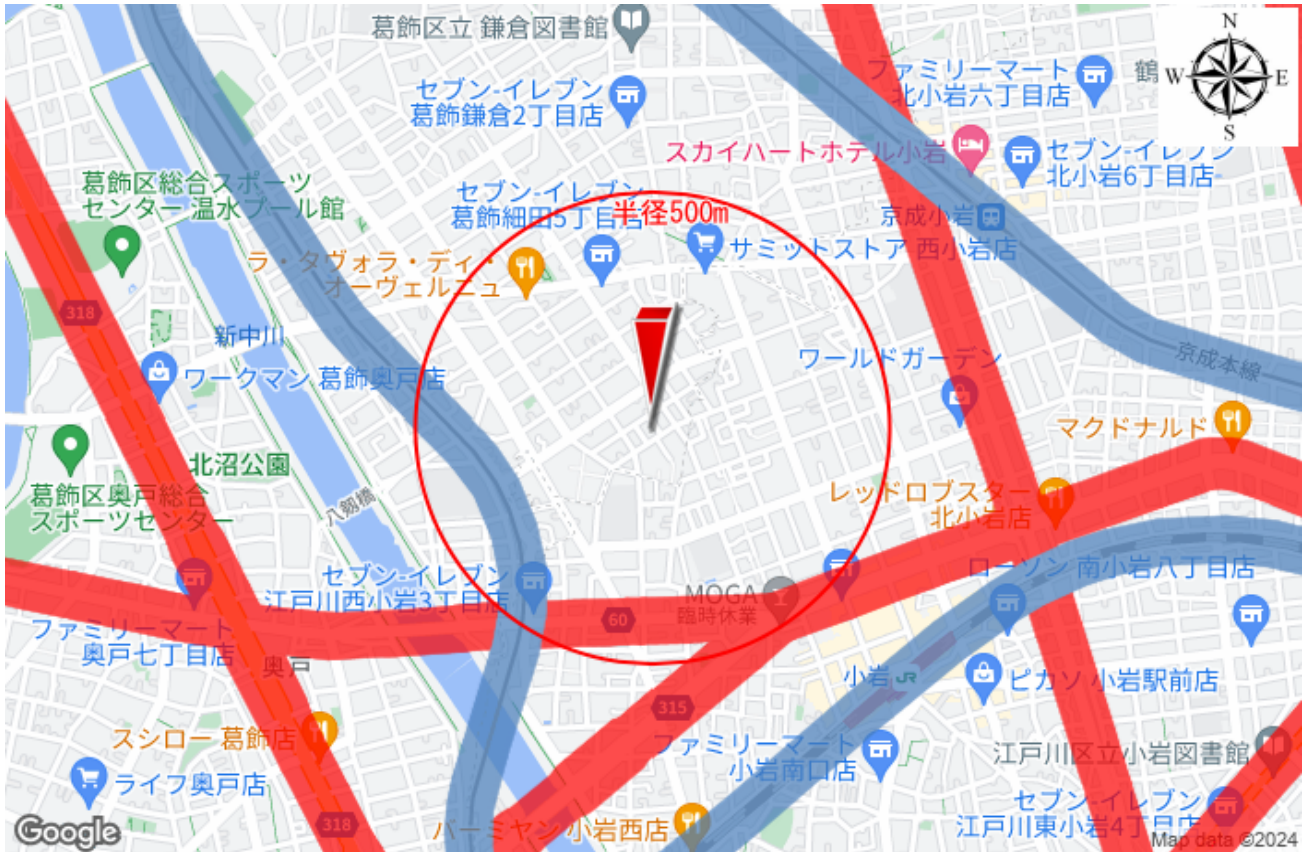 葛飾区立 鎌倉図書館
N
W
E
S
セブン-イレブン
葛飾鎌倉2丁目店
ファミリーマート
北小岩六丁目店
鶴
スカイハートホテル小岩
セブン-イレブン
北小岩6丁目店
葛飾区総合スポーツ
センター 温水プール館
セブン-イレブン
葛飾細田5丁目店
半径500m
京成小岩
サミットストア 西小岩店
ラ・タヴォラ・ディ・
オーヴェルニュ
318
新中川
ワークマン 葛飾奥戸店
ワールドガーデン
京成本線
マクドナルド
北沼公園
八剱橋
葛飾区奥戸総合
スポーツセンター
レッドロブスター
北小岩店
セブン-イレブン
江戸川西小岩3丁目店
MOGA
臨時休業
ローソン 南小岩八丁目店
60
ファミリーマート
奥戸七丁目店
奥戸
小岩
JR
ピカソ 小岩駅前店
315
スシロー 葛飾店
ファミリーマート
小岩南口店
江戸川区立小岩図書館
ライフ奥戸店
318
バーミヤン 小岩西店
セブン-イレブン
江戸川東小岩4丁目店
Google
Map data ©2024